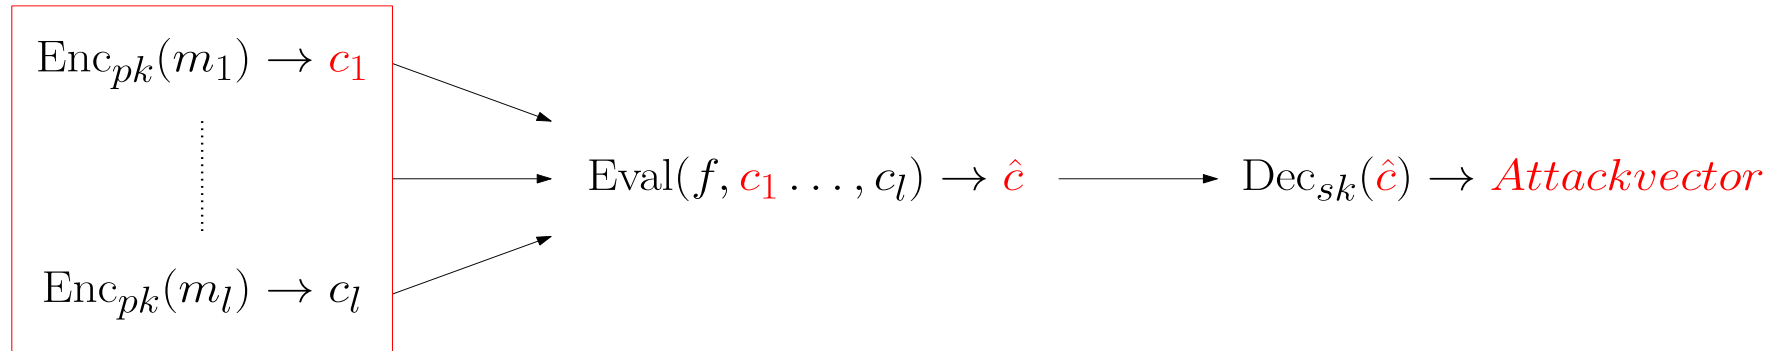 Enc_{pk}(m_1) → c_1
Eval(f, c_1 …, c_l) → ĉ
Dec_{sk}(ĉ) → Attackvector
Enc_{pk}(m_l) → c_l